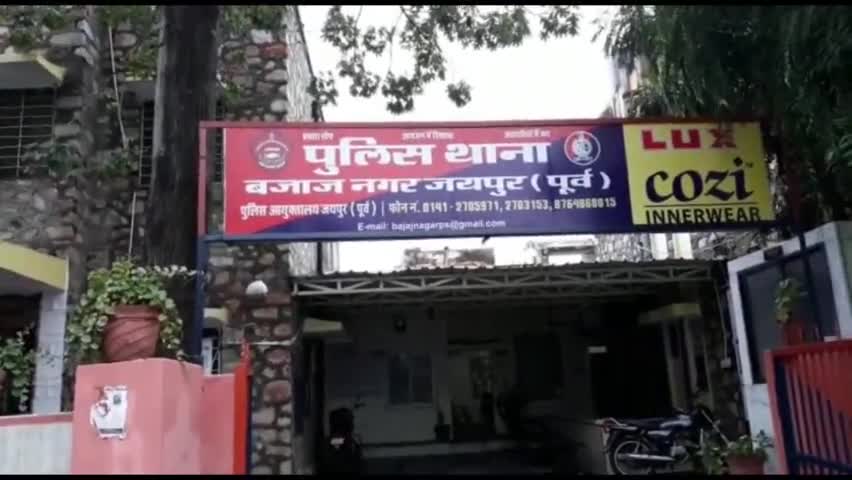 पुलिस थाना
बजाज नगर जयपुर ( पूर्व )
पुलिस आयुक्तालय जयपुर ( पूर्व ) | फोन नं. 0141 - 2705971, 2703153, 8764868015
E-mail: bajajnagarps@gmail.com
LUX
cozi
INNERWEAR